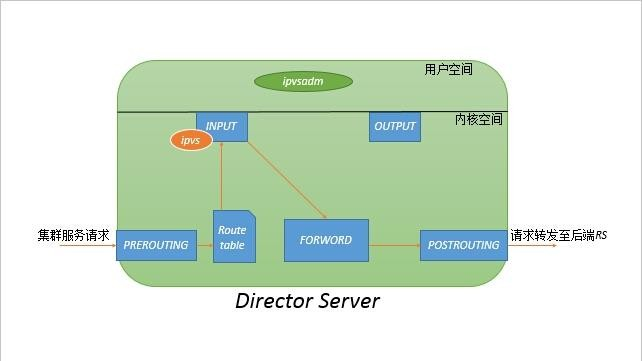 用户空间
ipvsadm
内核空间
INPUT
OUTPUT
ipvs
集群服务请求
PREROUTING
Route
table
FORWORD
POSTROUTING
请求转发至后端RS
Director Server